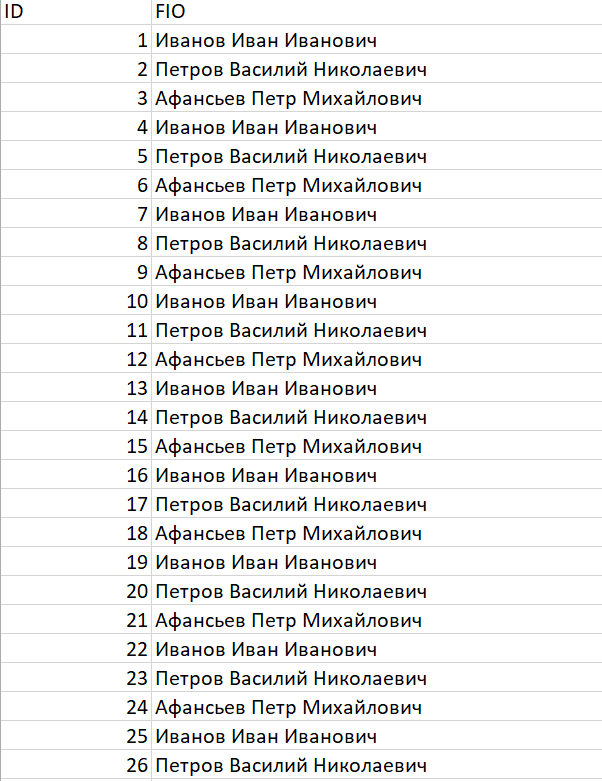 ID FIO
1 Иванов Иван Иванович
2 Петров Василий Николаевич
3 Афансьев Петр Михайлович
4 Иванов Иван Иванович
5 Петров Василий Николаевич
6 Афансьев Петр Михайлович
7 Иванов Иван Иванович
8 Петров Василий Николаевич
9 Афансьев Петр Михайлович
10 Иванов Иван Иванович
11 Петров Василий Николаевич
12 Афансьев Петр Михайлович
13 Иванов Иван Иванович
14 Петров Василий Николаевич
15 Афансьев Петр Михайлович
16 Иванов Иван Иванович
17 Петров Василий Николаевич
18 Афансьев Петр Михайлович
19 Иванов Иван Иванович
20 Петров Василий Николаевич
21 Афансьев Петр Михайлович
22 Иванов Иван Иванович
23 Петров Василий Николаевич
24 Афансьев Петр Михайлович
25 Иванов Иван Иванович
26 Петров Василий Николаевич